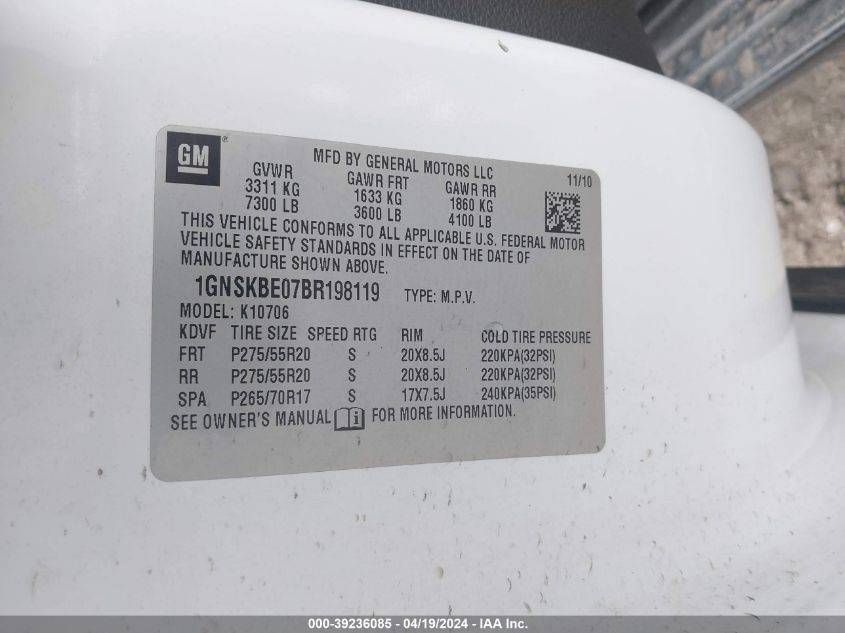 GM ®
MFD BY GENERAL MOTORS LLC
11/10
GVWR GAWR FRT GAWR RR
3311 KG 1633 KG 1860 KG
7300 LB 3600 LB 4100 LB
THIS VEHICLE CONFORMS TO ALL APPLICABLE U.S. FEDERAL MOTOR
VEHICLE SAFETY STANDARDS IN EFFECT ON THE DATE OF
MANUFACTURE SHOWN ABOVE.
1GNSKBE07BR198119 TYPE: M.P.V.
MODEL: K10706
KDVF TIRE SIZE SPEED RTG RIM COLD TIRE PRESSURE
FRT P275/55R20 S 20X8.5J 220KPA(32PSI)
RR P275/55R20 S 20X8.5J 220KPA(32PSI)
SPA P265/70R17 S 17X7.5J 240KPA(35PSI)
SEE OWNER'S MANUAL i FOR MORE INFORMATION.
000-39236085 - 04/19/2024 - IAA Inc.